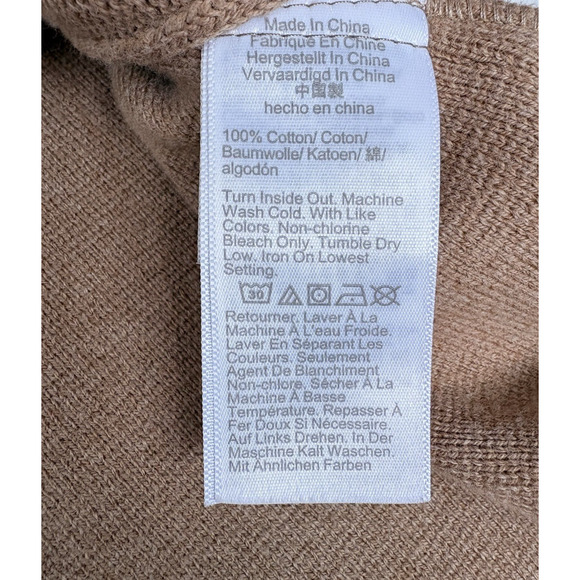 Made In China
Fabriqué En Chine
Hergestellt In China
Vervaardigd In China
中国製
hecho en china
100% Cotton/ Coton/
Baumwolle/ Katoen/ 綿/
algodón
Turn Inside Out. Machine
Wash Cold. With Like
Colors. Non-chlorine
Bleach Only. Tumble Dry
Low. Iron On Lowest
Setting.
30
Retourner. Laver À La
Machine À L'eau Froide.
Laver En Séparant Les
Couleurs. Seulement
Agent De Blanchiment
Non-chlore. Sécher À La
Machine À Basse
Température. Repasser À
Fer Doux Si Nécessaire.
Auf Links Drehen. In Der
Maschine Kalt Waschen.
Mit Ähnlichen Farben